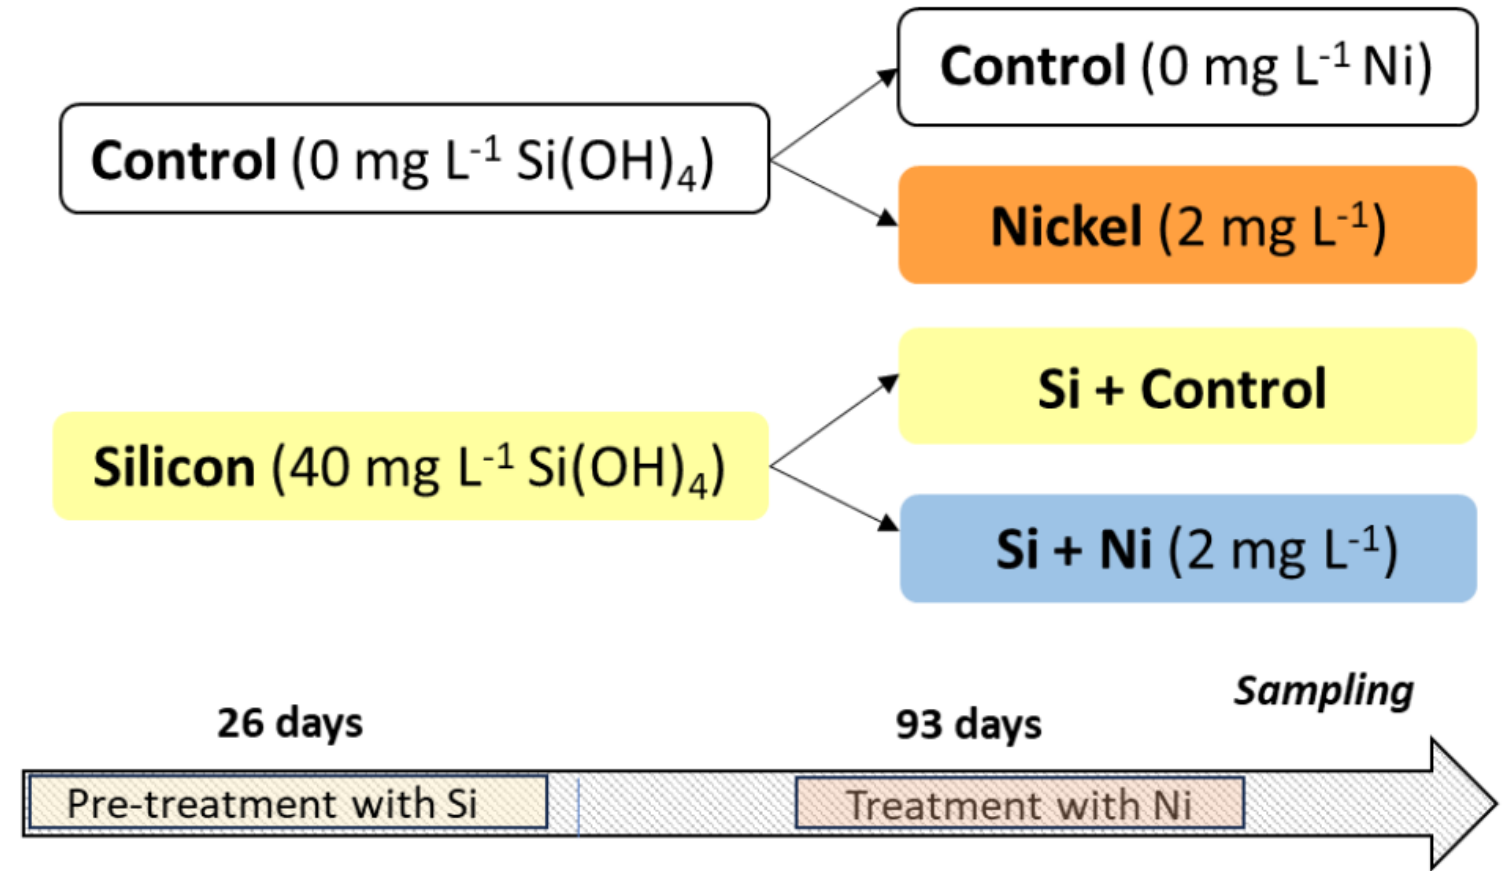 Control (0 mg L⁻¹ Si(OH)₄)
Control (0 mg L⁻¹ Ni)
Nickel (2 mg L⁻¹)
Silicon (40 mg L⁻¹ Si(OH)₄)
Si + Control
Si + Ni (2 mg L⁻¹)
26 days
93 days
Sampling
Pre-treatment with Si
Treatment with Ni